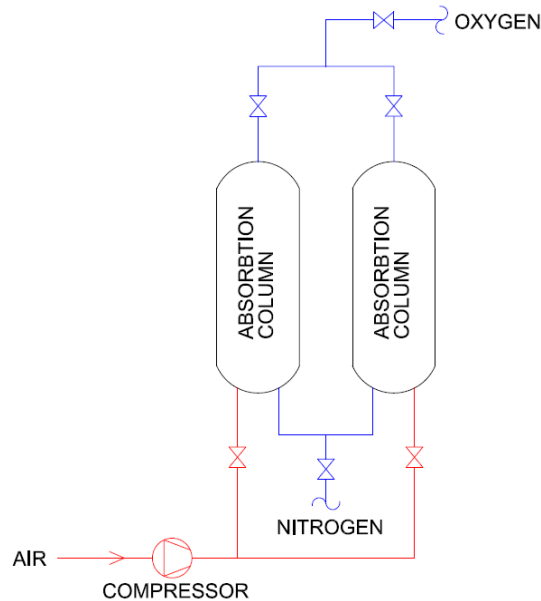 OXYGEN
ABSORBTION
COLUMN
ABSORBTION
COLUMN
NITROGEN
AIR
COMPRESSOR